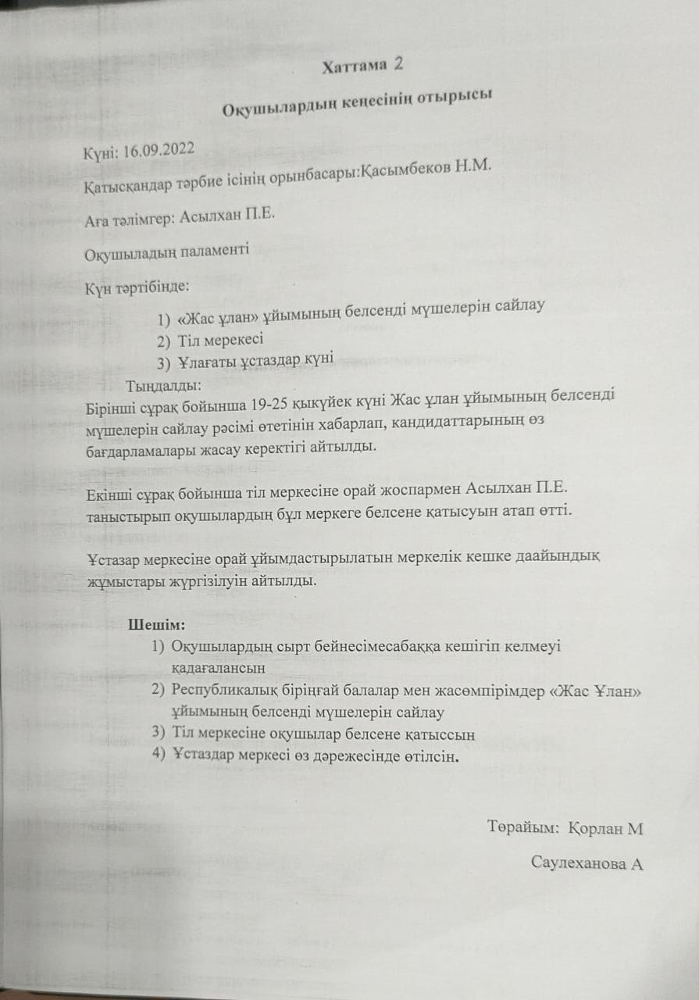 Хаттама 2
Оқушылардың кеңесінің отырысы
Күні: 16.09.2022
Қатысқандар тәрбие ісінің орынбасары:Қасымбеков Н.М.
Аға тәлімгер: Асылхан П.Е.
Оқушыладың паламенті
Күн тәртібінде:
1) «Жас ұлан» ұйымының белсенді мүшелерін сайлау
2) Тіл мерекесі
3) Ұлағаты ұстаздар күні
Тыңдалды:
Бірінші сұрақ бойынша 19-25 қыкүйек күні Жас ұлан ұйымының белсенді
мүшелерін сайлау рәсімі өтетінін хабарлап, кандидаттарының өз
бағдарламалары жасау керектігі айтылды.
Екінші сұрақ бойынша тіл меркесіне орай жоспармен Асылхан П.Е.
таныстырып оқушылардың бұл меркеге белсене қатысуын атап өтті.
Ұстазар меркесіне орай ұйымдастырылатын меркелік кешке даайындық
жұмыстары жүргізілуін айтылды.
Шешім:
1) Оқушылардың сырт бейнесімесабаққа кешігіп келмеуі
қадағалансын
2) Республикалық біріңғай балалар мен жасөмпірімдер «Жас Ұлан»
ұйымының белсенді мүшелерін сайлау
3) Тіл меркесіне оқушылар белсене қатыссын
4) Ұстаздар меркесі өз дәрежесінде өтілсін.
Төрайым: Қорлан М
Саулеханова А